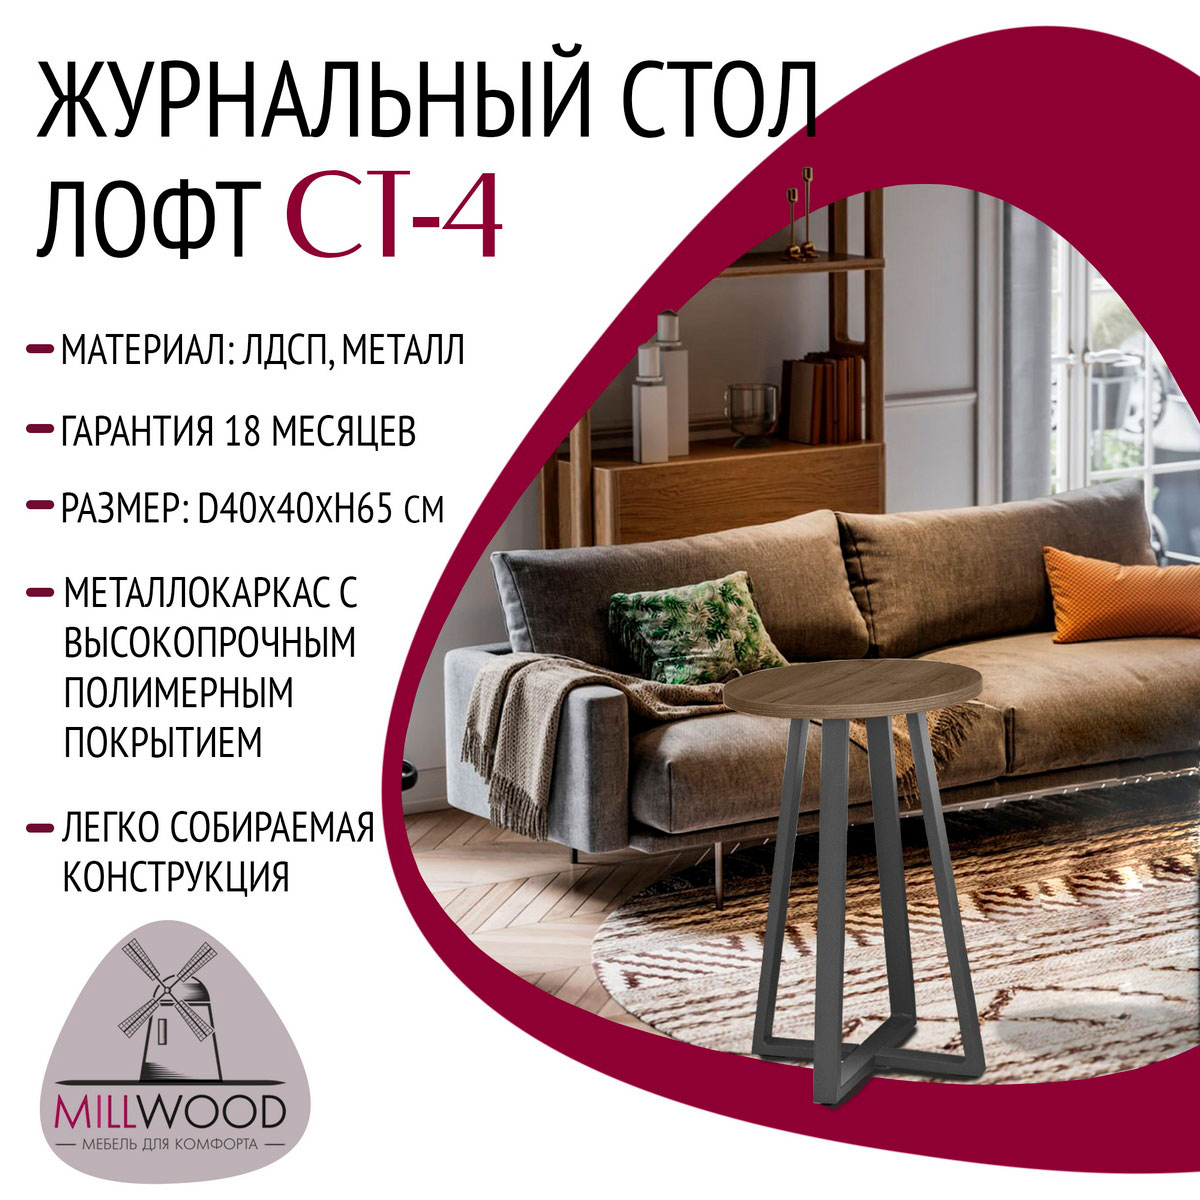 ЖУРНАЛЬНЫЙ СТОЛ
ЛОФТ СТ-4
МАТЕРИАЛ: ЛДСП, МЕТАЛЛ
ГАРАНТИЯ 18 МЕСЯЦЕВ
РАЗМЕР: D40х40хН65 см
МЕТАЛЛОКАРКАС С
ВЫСОКОПРОЧНЫМ
ПОЛИМЕРНЫМ
ПОКРЫТИЕМ
ЛЕГКО СОБИРАЕМАЯ
КОНСТРУКЦИЯ
MILLWOOD
— МЕБЕЛЬ ДЛЯ КОМФОРТА —